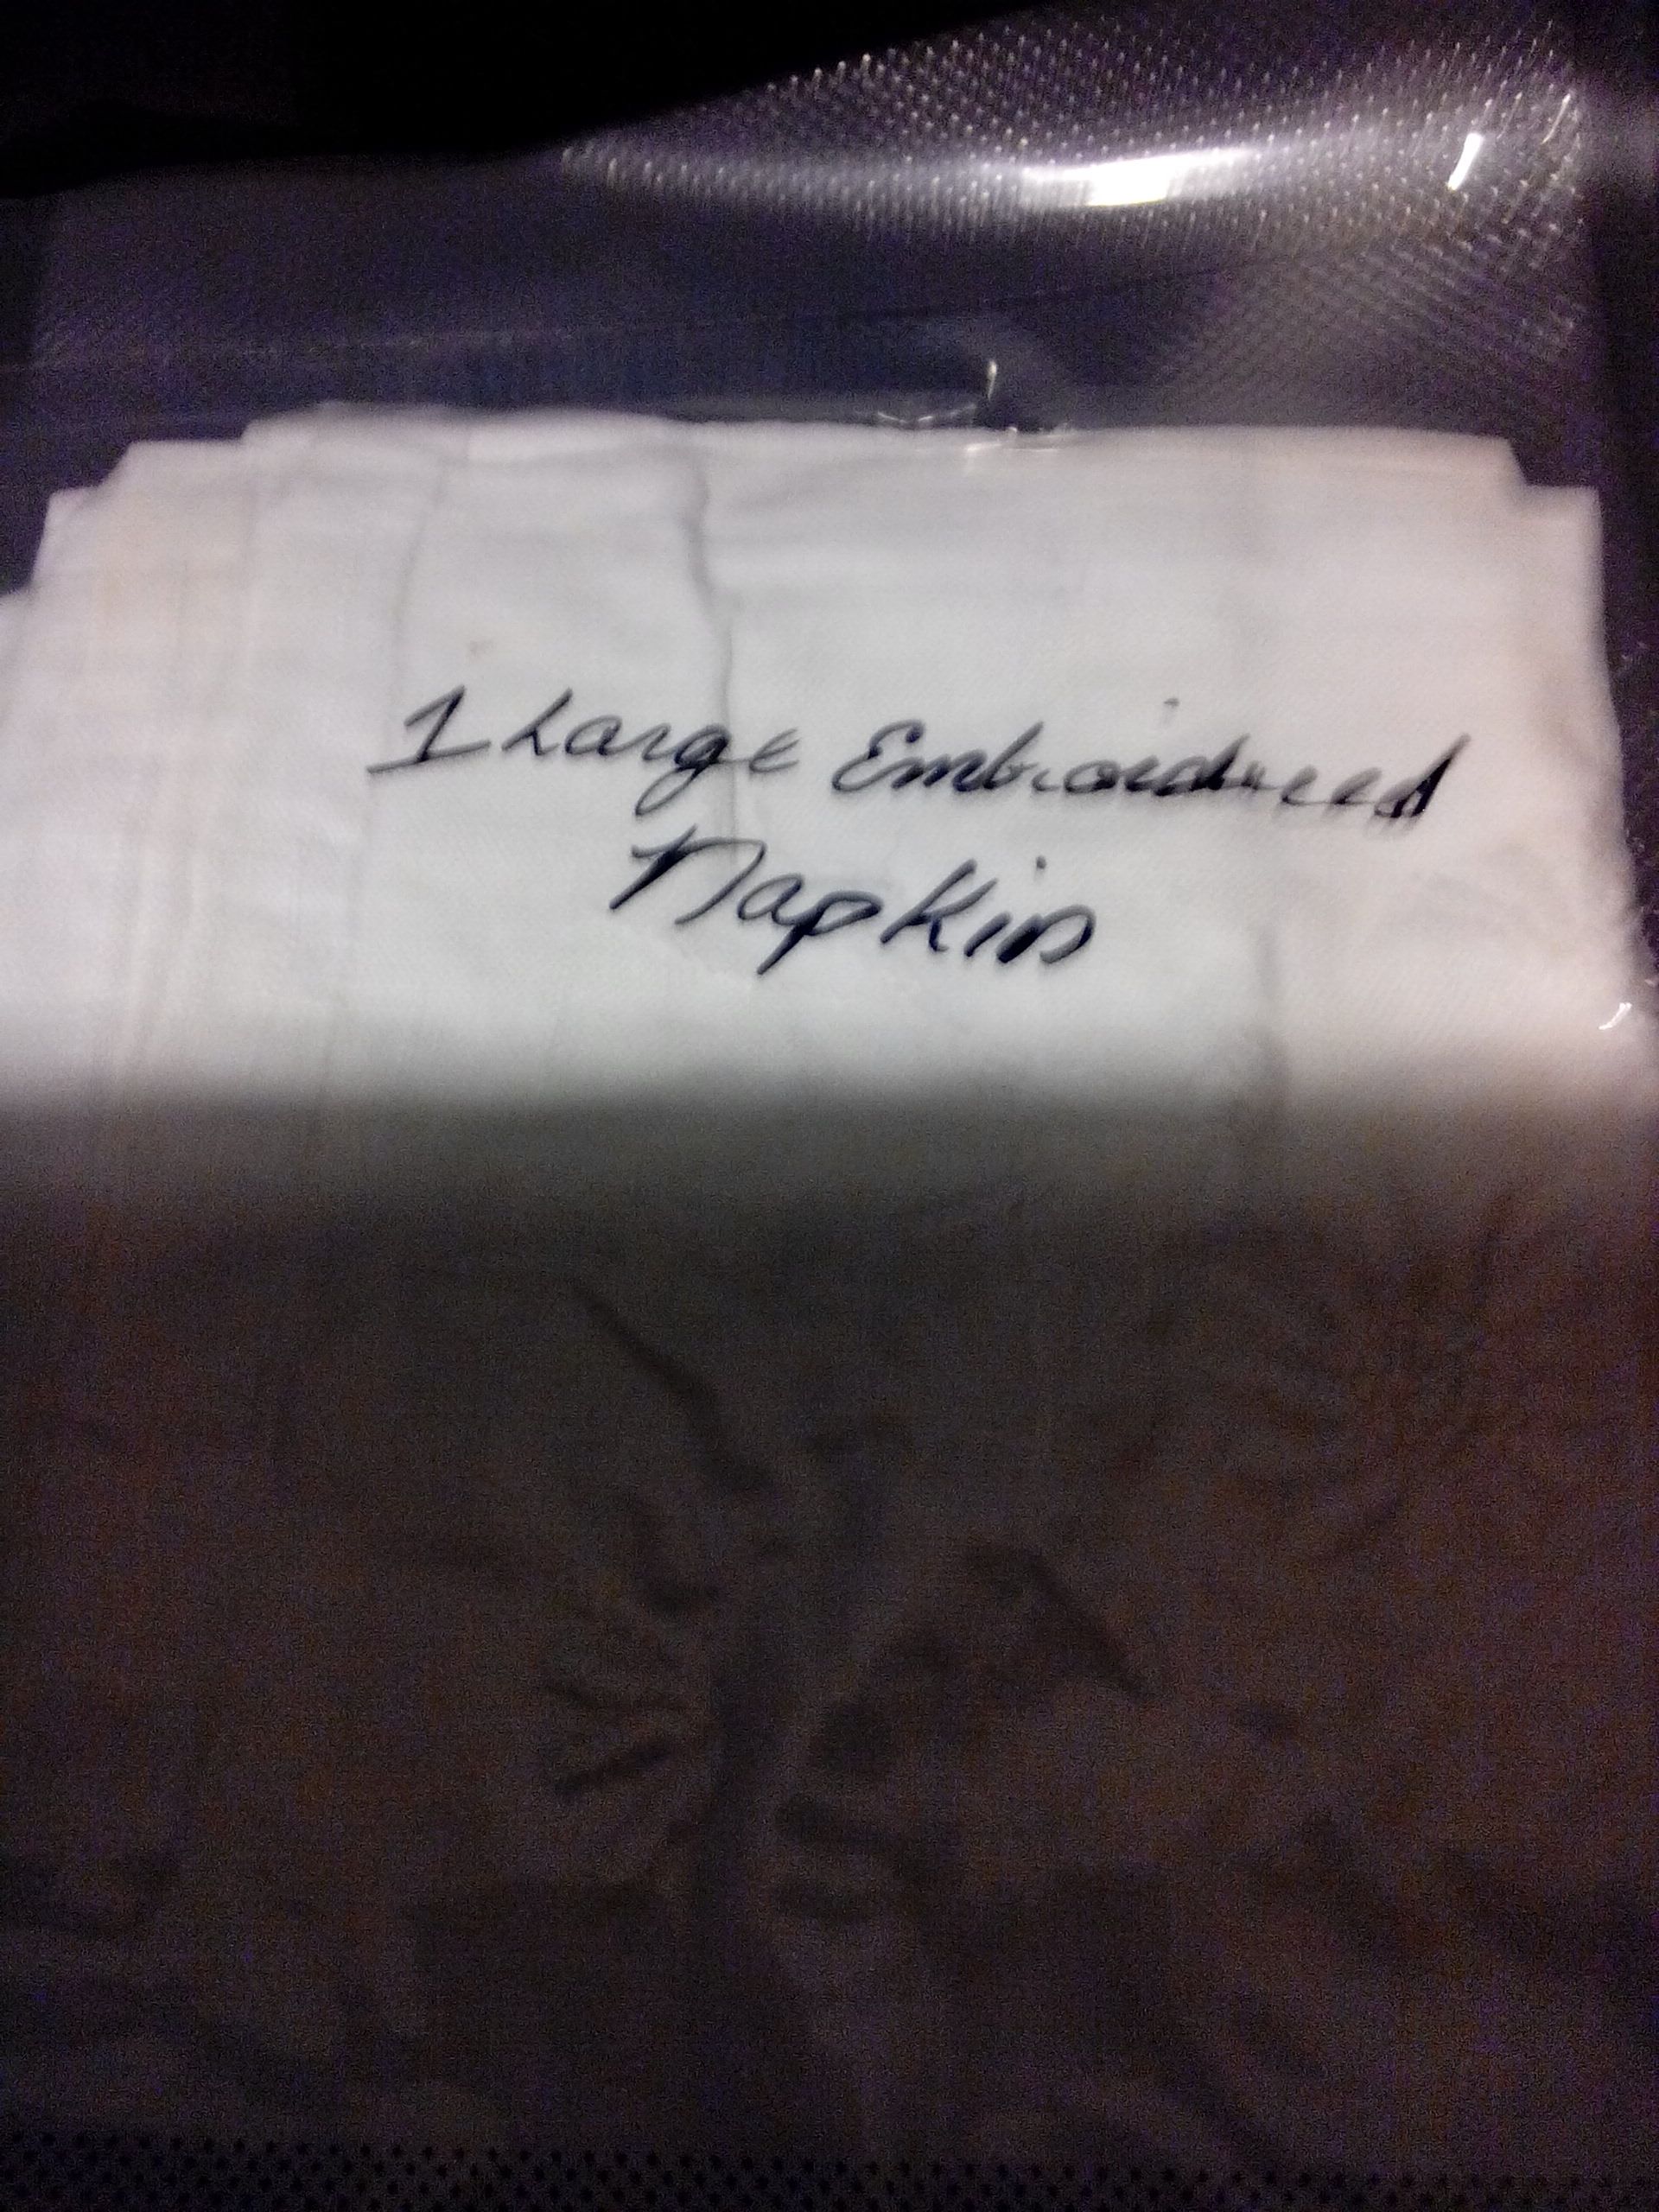 1 Large Embroidered
Napkin